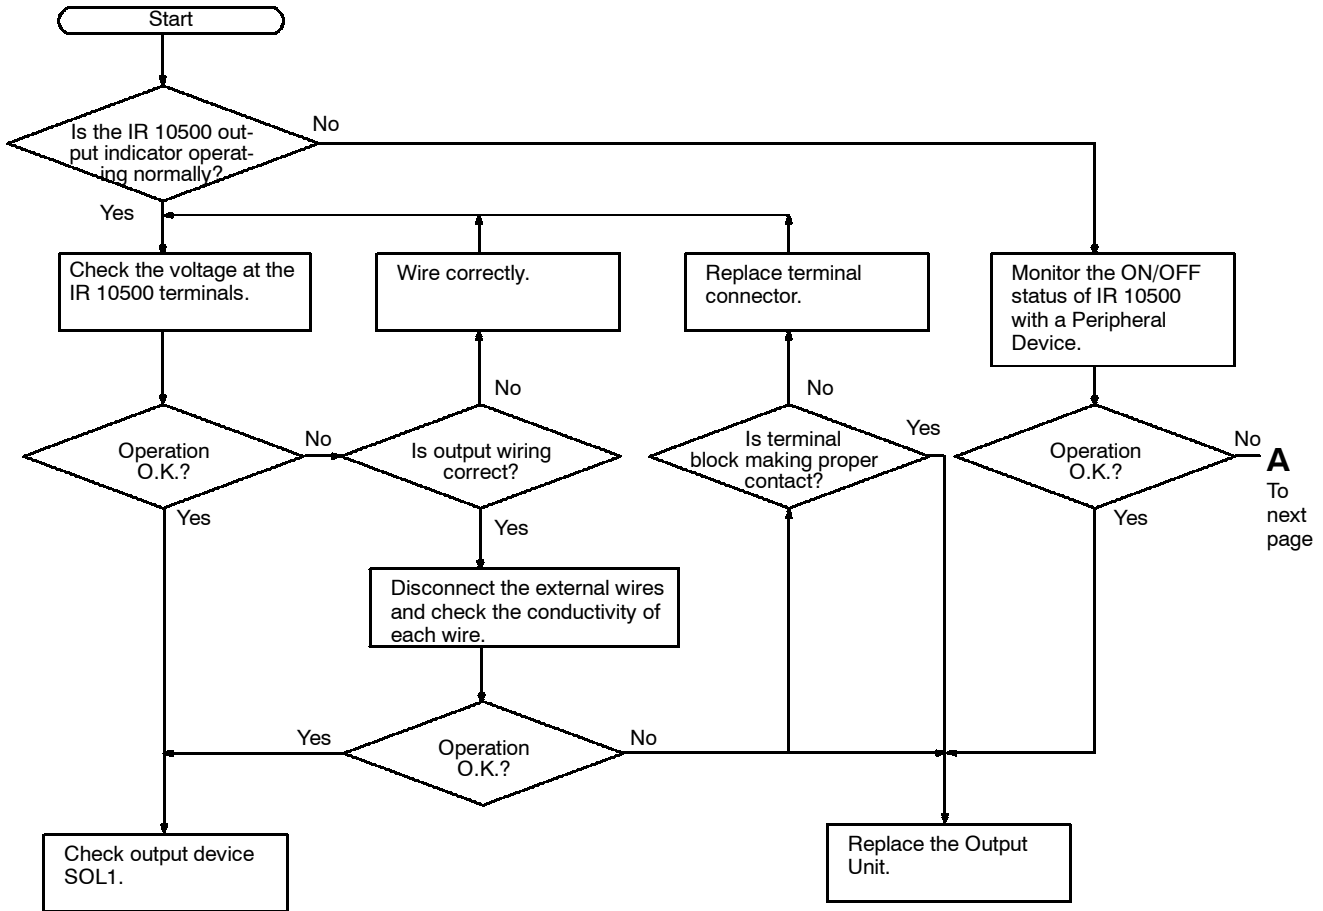 Start
Is the IR 10500 out-
put indicator operat-
ing normally?
No
Yes
Check the voltage at the
IR 10500 terminals.
Wire correctly.
Replace terminal
connector.
Monitor the ON/OFF
status of IR 10500
with a Peripheral
Device.
No
No
Operation
O.K.?
No
Is output wiring
correct?
Is terminal
block making proper
contact?
Yes
Operation
O.K.?
No
A
To
next
page
Yes
Yes
Yes
Disconnect the external wires
and check the conductivity of
each wire.
Yes
Operation
O.K.?
No
Check output device
SOL1.
Replace the Output
Unit.